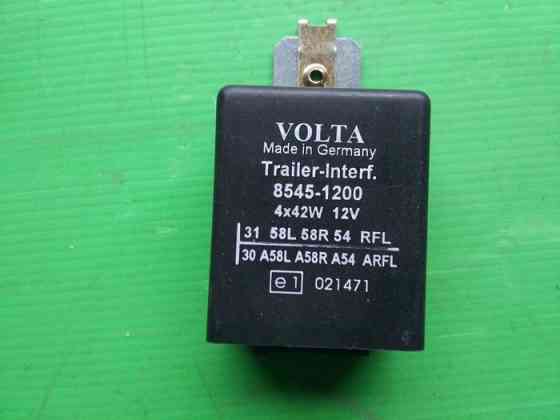 VOLTA
Made in Germany
Trailer-Interf.
8545-1200
4x42W 12V
31 58L 58R 54 RFL
30 A58L A58R A54 ARFL
e1 021471